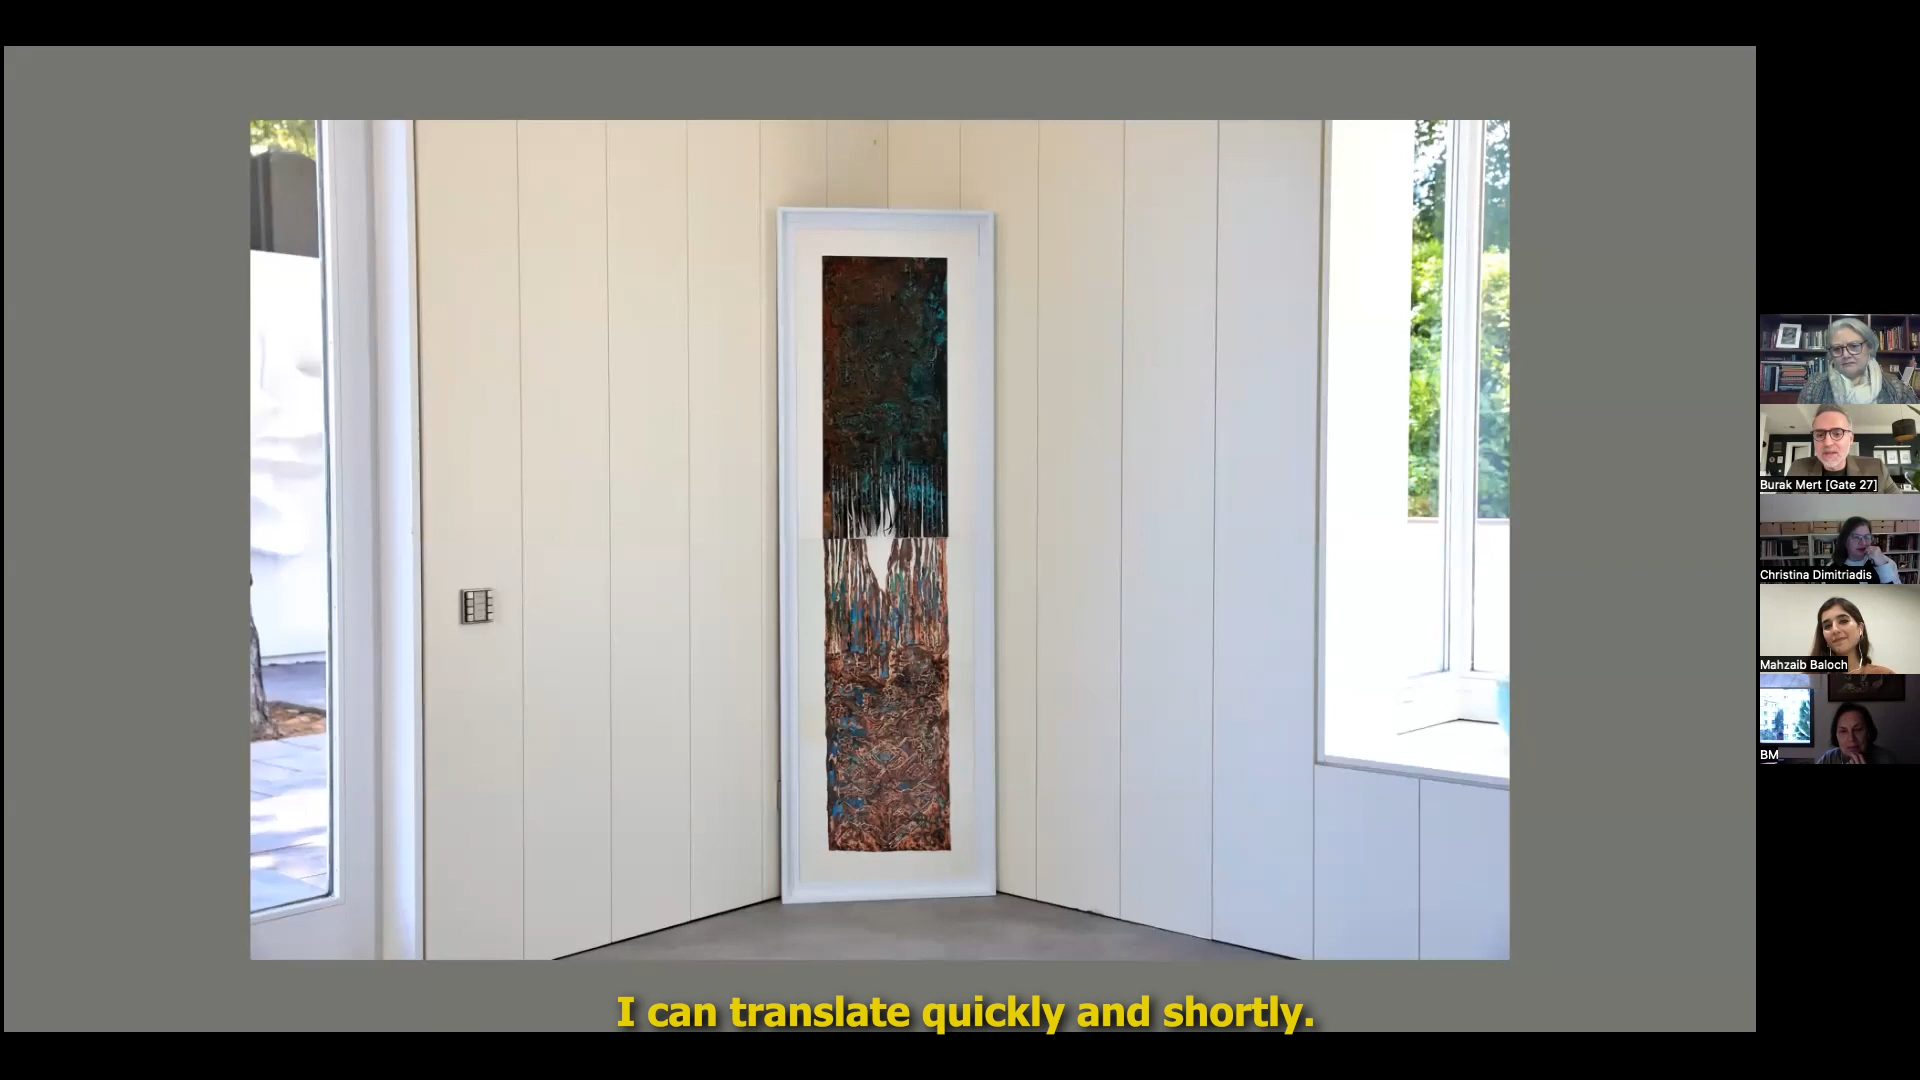 Burak Mert [Gate 27]
Christina Dimitriadis
Mahzaib Baloch
BM
I can translate quickly and shortly.